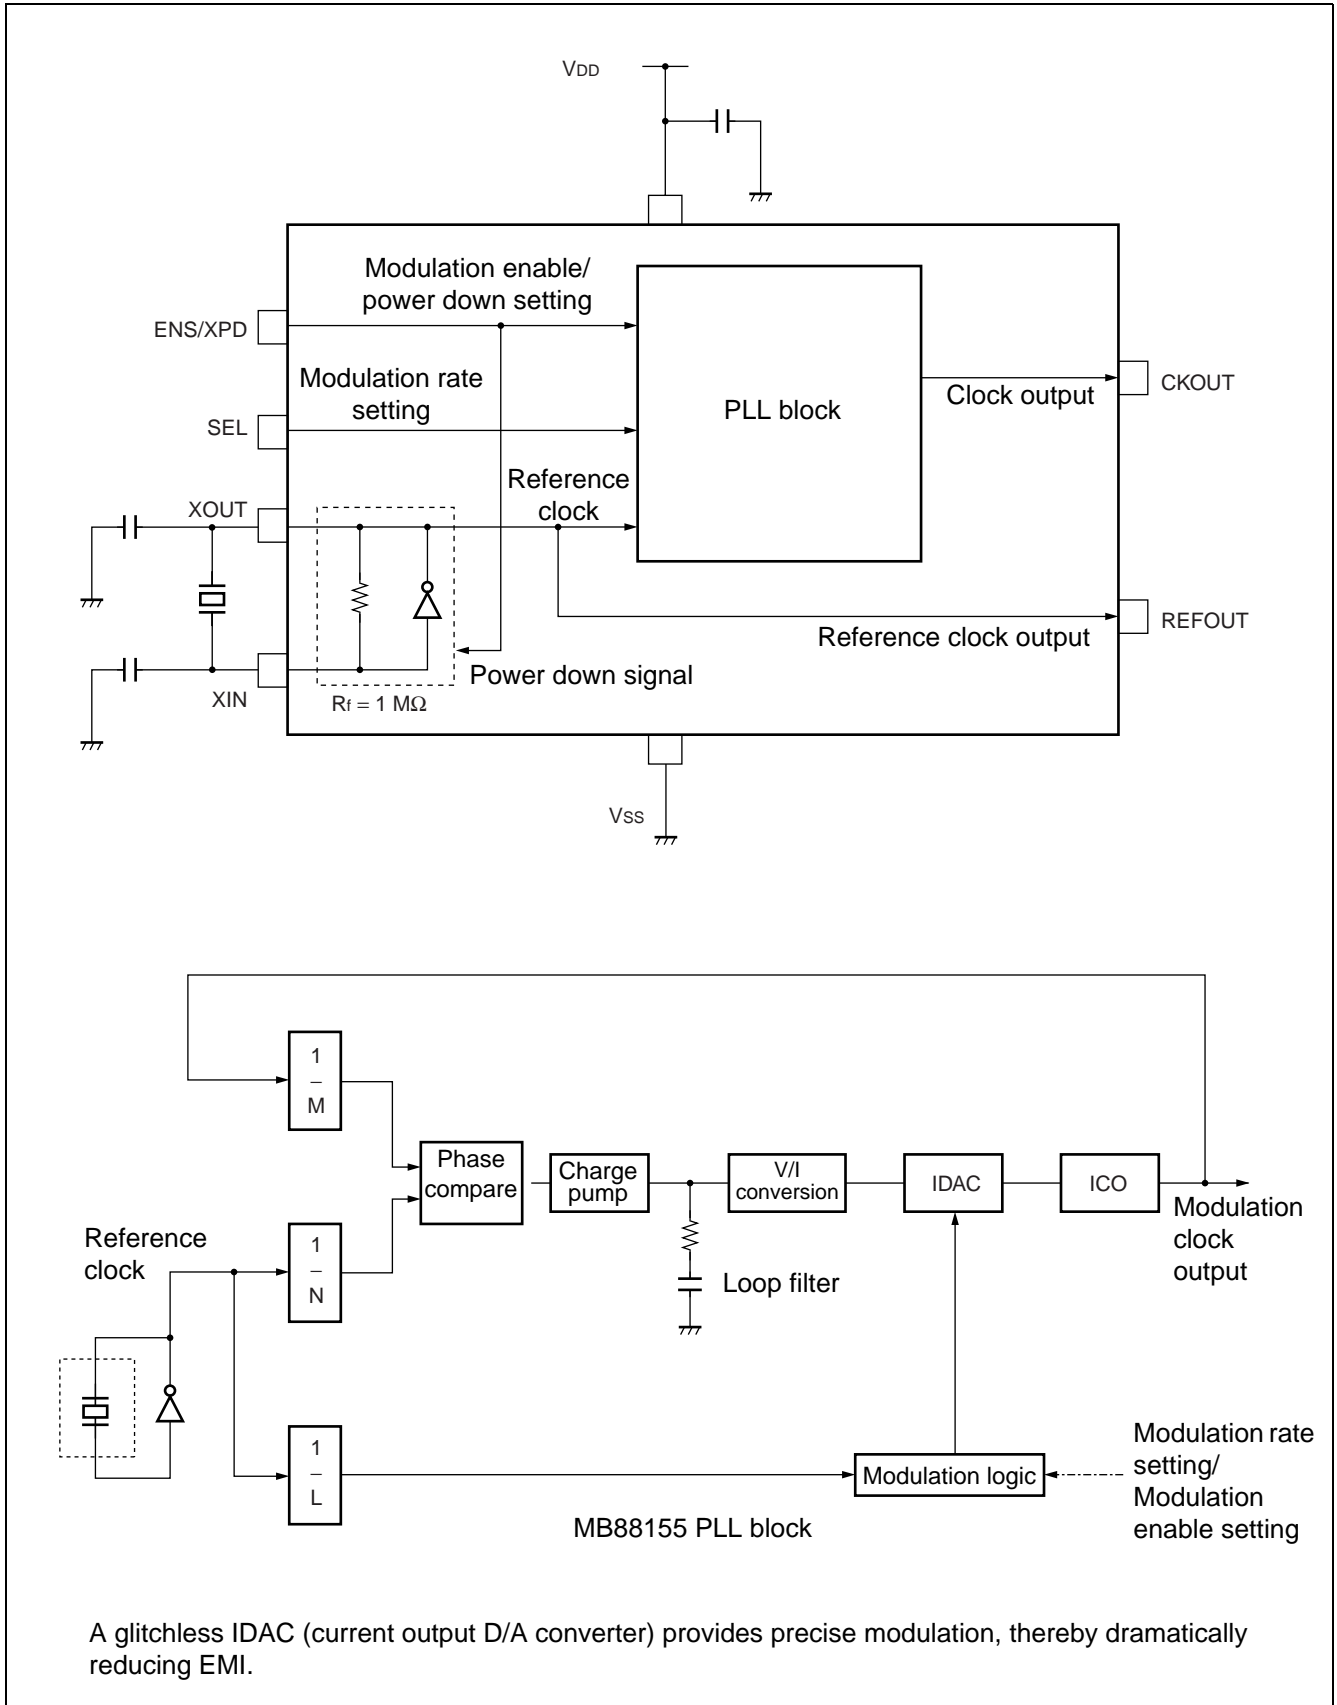 VDD
Modulation enable/
power down setting
ENS/XPD
Modulation rate
setting
SEL
PLL block
Clock output
CKOUT
XOUT
Reference
clock
Reference clock output
REFOUT
Power down signal
XIN
Rf = 1 MΩ
VSS
1
–
M
Phase
compare
Charge
pump
V/I
conversion
IDAC
ICO
Modulation
clock
output
Reference
clock
1
–
N
Loop filter
1
–
L
Modulation logic
Modulation rate
setting/
Modulation
enable setting
MB88155 PLL block
A glitchless IDAC (current output D/A converter) provides precise modulation, thereby dramatically
reducing EMI.